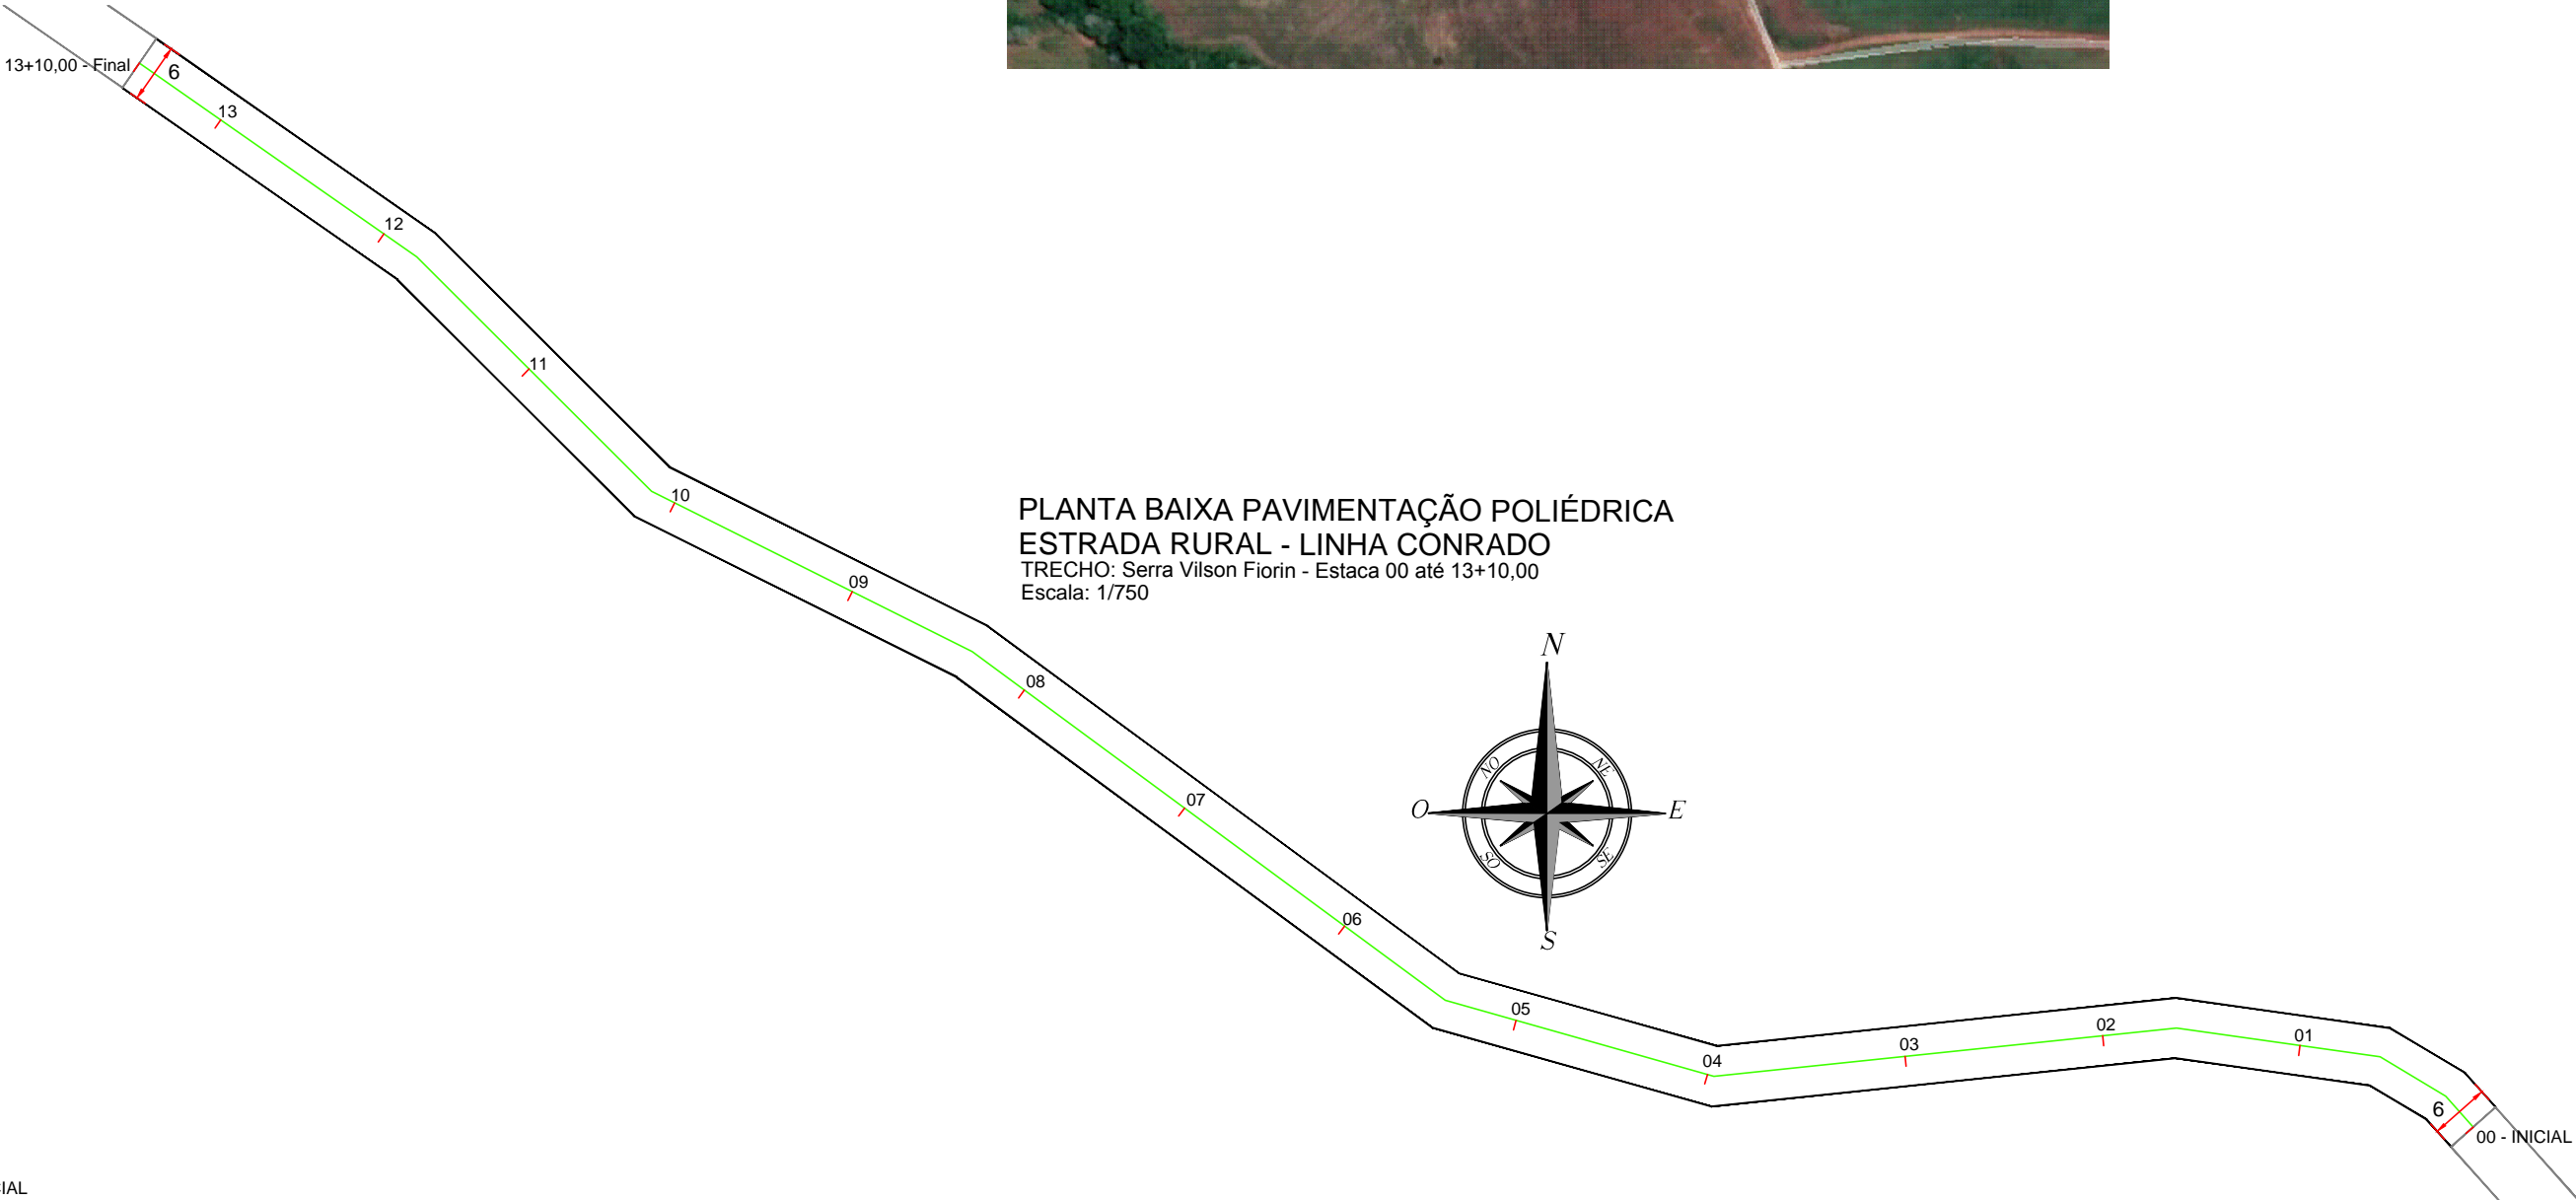 13+10,00 - Final
6
13
12
11
10
PLANTA BAIXA PAVIMENTAÇÃO POLIÉDRICA
ESTRADA RURAL - LINHA CONRADO
TRECHO: Serra Vilson Fiorin - Estaca 00 até 13+10,00
Escala: 1/750
09
08
N
NO
NE
O
E
SO
SE
S
07
06
05
04
03
02
01
6
00 - INICIAL
IAL